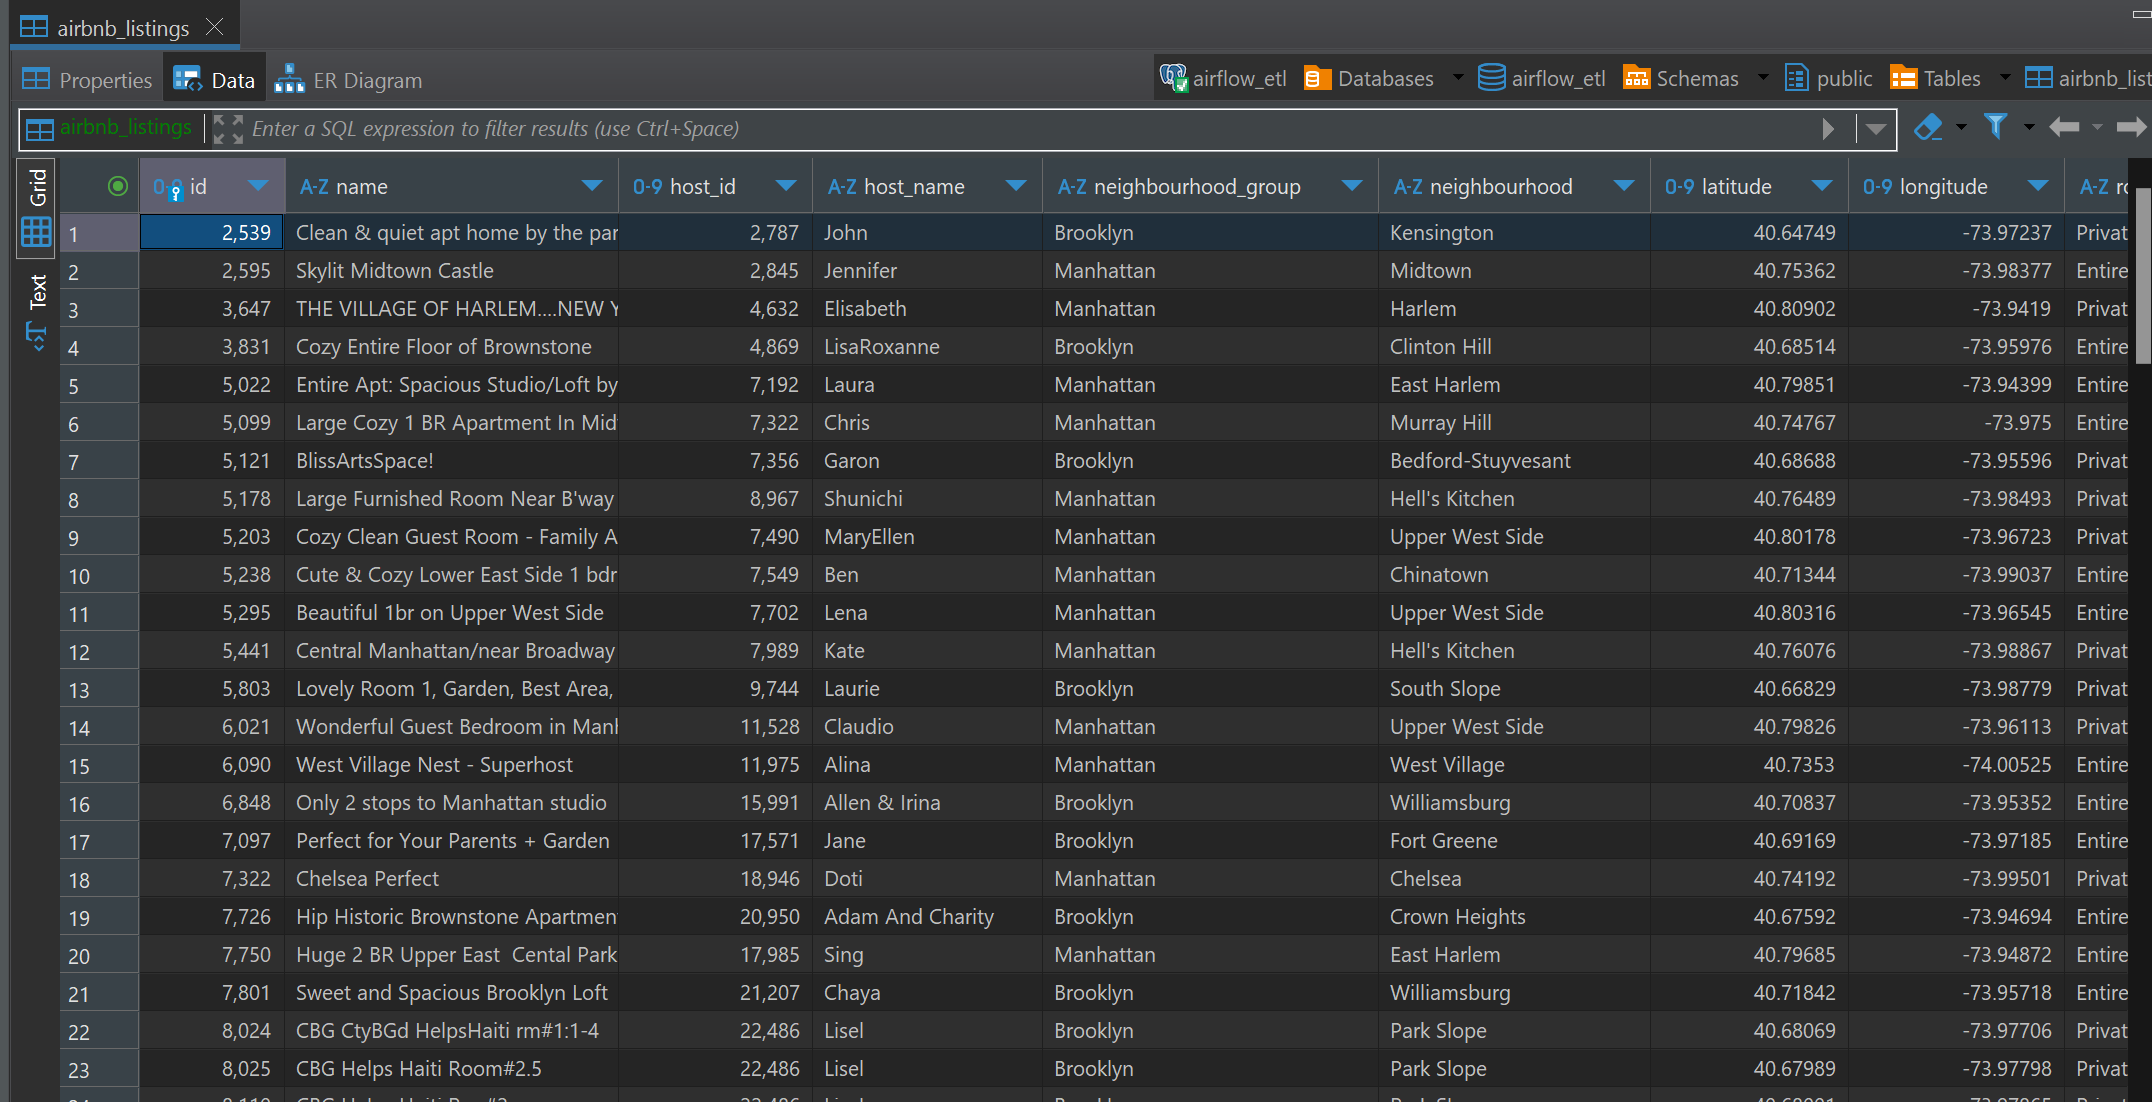 airbnb_listings
Properties Data ER Diagram airflow_etl Databases airflow_etl Schemas public Tables airbnb_list
airbnb_listings Enter a SQL expression to filter results (use Ctrl+Space)
Grid
Text
0-9 id A-Z name 0-9 host_id A-Z host_name A-Z neighbourhood_group A-Z neighbourhood 0-9 latitude 0-9 longitude A-Z ro
1 2,539 Clean & quiet apt home by the par 2,787 John Brooklyn Kensington 40.64749 -73.97237 Privat
2 2,595 Skylit Midtown Castle 2,845 Jennifer Manhattan Midtown 40.75362 -73.98377 Entire
3 3,647 THE VILLAGE OF HARLEM....NEW Y 4,632 Elisabeth Manhattan Harlem 40.80902 -73.9419 Privat
4 3,831 Cozy Entire Floor of Brownstone 4,869 LisaRoxanne Brooklyn Clinton Hill 40.68514 -73.95976 Entire
5 5,022 Entire Apt: Spacious Studio/Loft by 7,192 Laura Manhattan East Harlem 40.79851 -73.94399 Entire
6 5,099 Large Cozy 1 BR Apartment In Mid 7,322 Chris Manhattan Murray Hill 40.74767 -73.975 Entire
7 5,121 BlissArtsSpace! 7,356 Garon Brooklyn Bedford-Stuyvesant 40.68688 -73.95596 Privat
8 5,178 Large Furnished Room Near B'way 8,967 Shunichi Manhattan Hell's Kitchen 40.76489 -73.98493 Privat
9 5,203 Cozy Clean Guest Room - Family A 7,490 MaryEllen Manhattan Upper West Side 40.80178 -73.96723 Privat
10 5,238 Cute & Cozy Lower East Side 1 bdr 7,549 Ben Manhattan Chinatown 40.71344 -73.99037 Entire
11 5,295 Beautiful 1br on Upper West Side 7,702 Lena Manhattan Upper West Side 40.80316 -73.96545 Entire
12 5,441 Central Manhattan/near Broadway 7,989 Kate Manhattan Hell's Kitchen 40.76076 -73.98867 Privat
13 5,803 Lovely Room 1, Garden, Best Area, 9,744 Laurie Brooklyn South Slope 40.66829 -73.98779 Privat
14 6,021 Wonderful Guest Bedroom in Manh 11,528 Claudio Manhattan Upper West Side 40.79826 -73.96113 Privat
15 6,090 West Village Nest - Superhost 11,975 Alina Manhattan West Village 40.7353 -74.00525 Entire
16 6,848 Only 2 stops to Manhattan studio 15,991 Allen & Irina Brooklyn Williamsburg 40.70837 -73.95352 Entire
17 7,097 Perfect for Your Parents + Garden 17,571 Jane Brooklyn Fort Greene 40.69169 -73.97185 Entire
18 7,322 Chelsea Perfect 18,946 Doti Manhattan Chelsea 40.74192 -73.99501 Privat
19 7,726 Hip Historic Brownstone Apartmen 20,950 Adam And Charity Brooklyn Crown Heights 40.67592 -73.94694 Entire
20 7,750 Huge 2 BR Upper East  Cental Park 17,985 Sing Manhattan East Harlem 40.79685 -73.94872 Entire
21 7,801 Sweet and Spacious Brooklyn Loft 21,207 Chaya Brooklyn Williamsburg 40.71842 -73.95718 Entire
22 8,024 CBG CtyBGd HelpsHaiti rm#1:1-4 22,486 Lisel Brooklyn Park Slope 40.68069 -73.97706 Privat
23 8,025 CBG Helps Haiti Room#2.5 22,486 Lisel Brooklyn Park Slope 40.67989 -73.97798 Privat